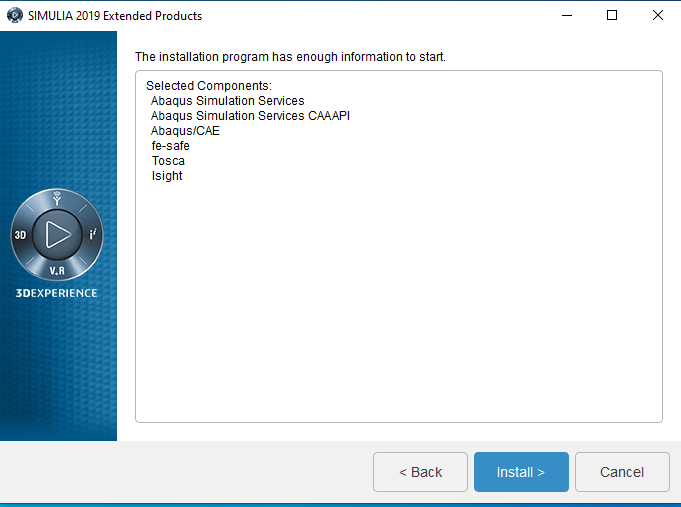 SIMULIA 2019 Extended Products
The installation program has enough information to start.
Selected Components:
Abaqus Simulation Services
Abaqus Simulation Services CAAAPI
Abaqus/CAE
fe-safe
Tosca
Isight
3D
i
V.R
3DEXPERIENCE
< Back
Install >
Cancel